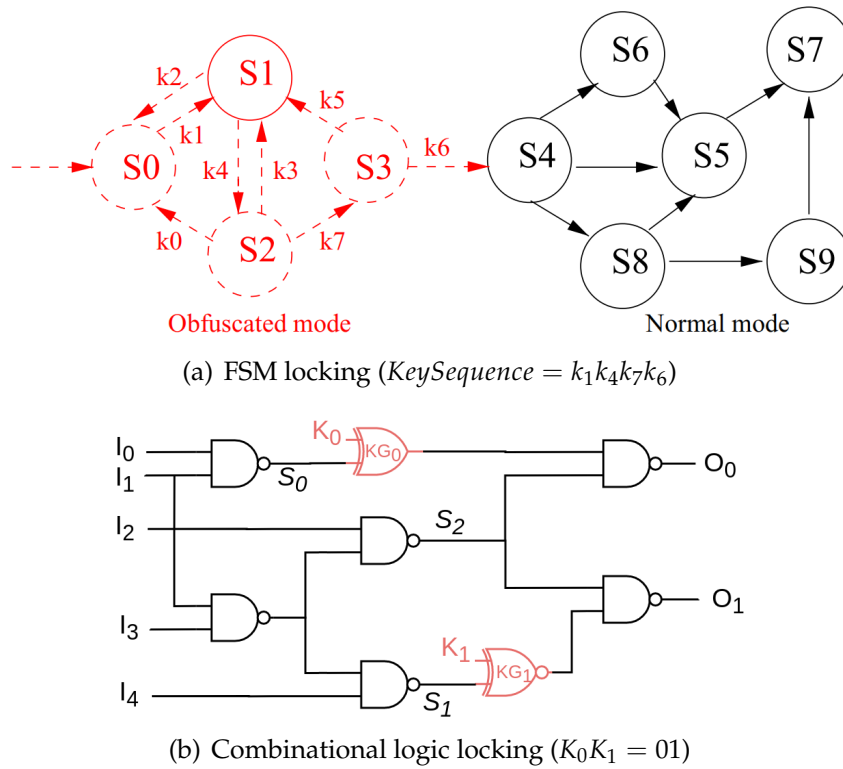 S6
S7
k2
S1
k5
k1
k6
S4
S5
S0
k4
k3
S3
k0
k7
S2
S8
S9
Obfuscated mode
Normal mode
(a) FSM locking (KeySequence = k₁k₄k₇k₆)
K₀
KG₀
I₀
I₁
S₀
O₀
I₂
S₂
O₁
I₃
K₁
KG₁
I₄
S₁
(b) Combinational logic locking (K₀K₁ = 01)